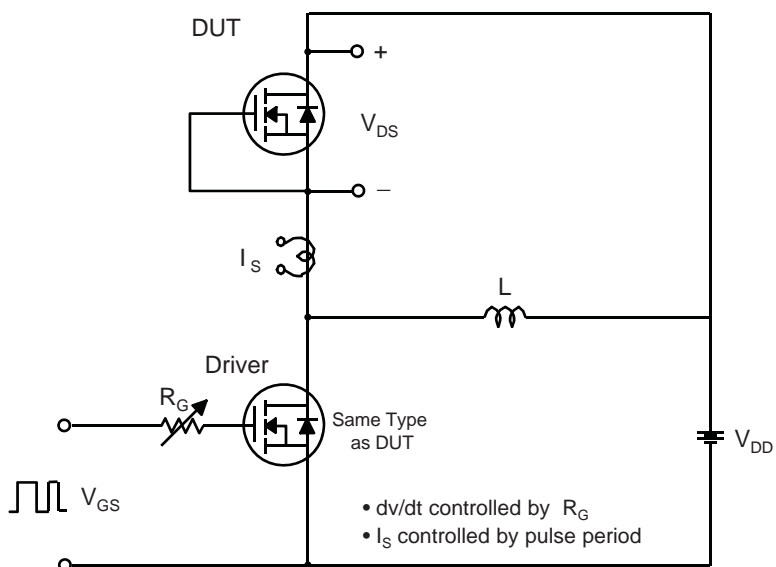 DUT
+
V_DS
−
I_S
L
Driver
R_G
Same Type
as DUT
V_DD
V_GS
• dv/dt controlled by R_G
• I_S controlled by pulse period